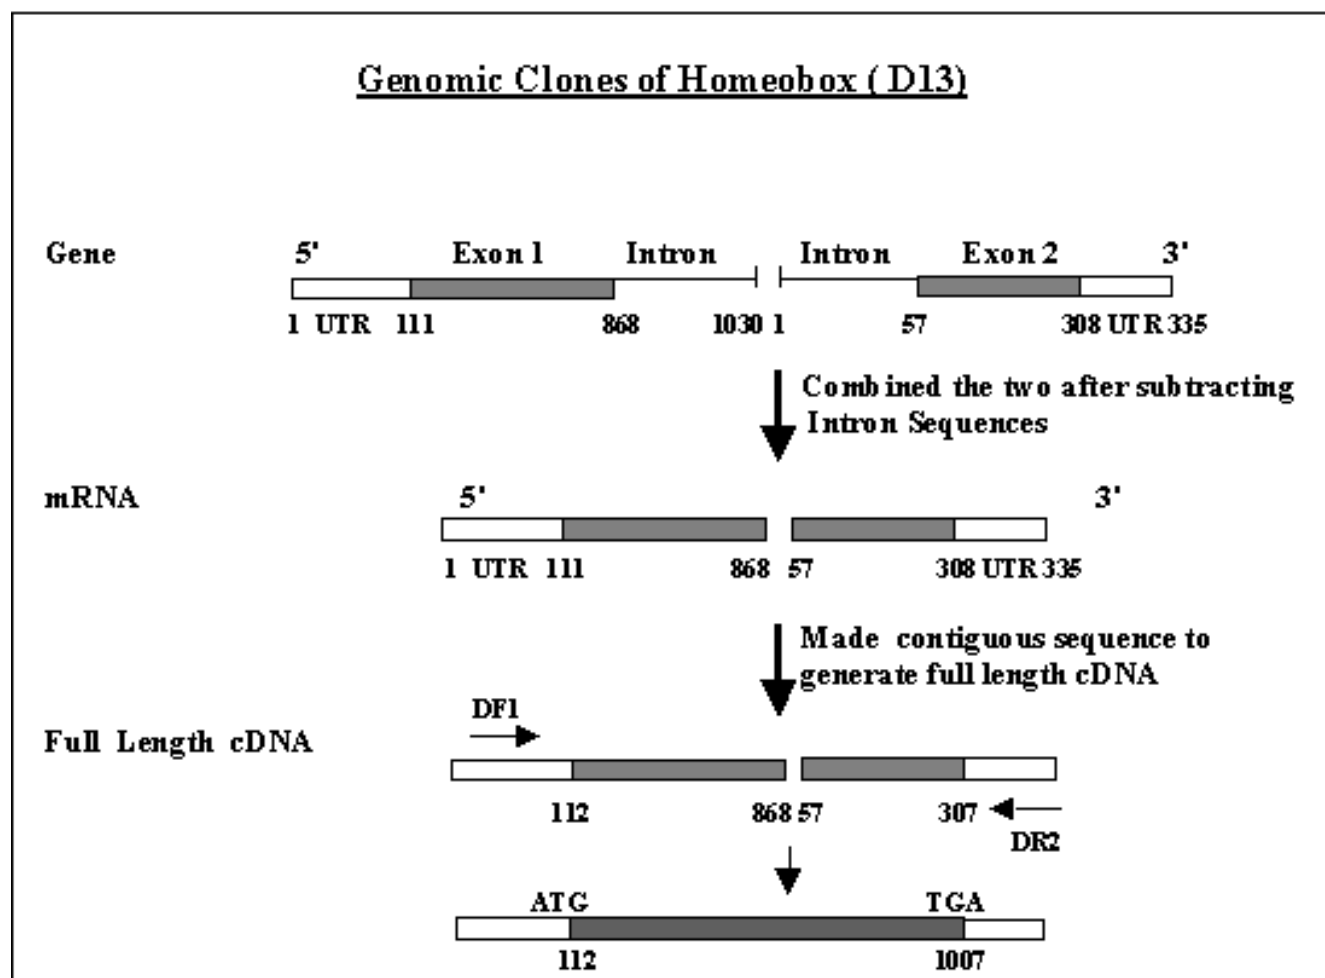 Genomic Clones of Homeobox ( D13)
Gene 5' Exon 1 Intron Intron Exon 2 3'
1 UTR 111 868 1030 1 57 308 UTR 335
Combined the two after subtracting
Intron Sequences
mRNA 5' 3'
1 UTR 111 868 57 308 UTR 335
Made contiguous sequence to
generate full length cDNA
DF1
Full Length cDNA
112 868 57 307
DR2
ATG TGA
112 1007